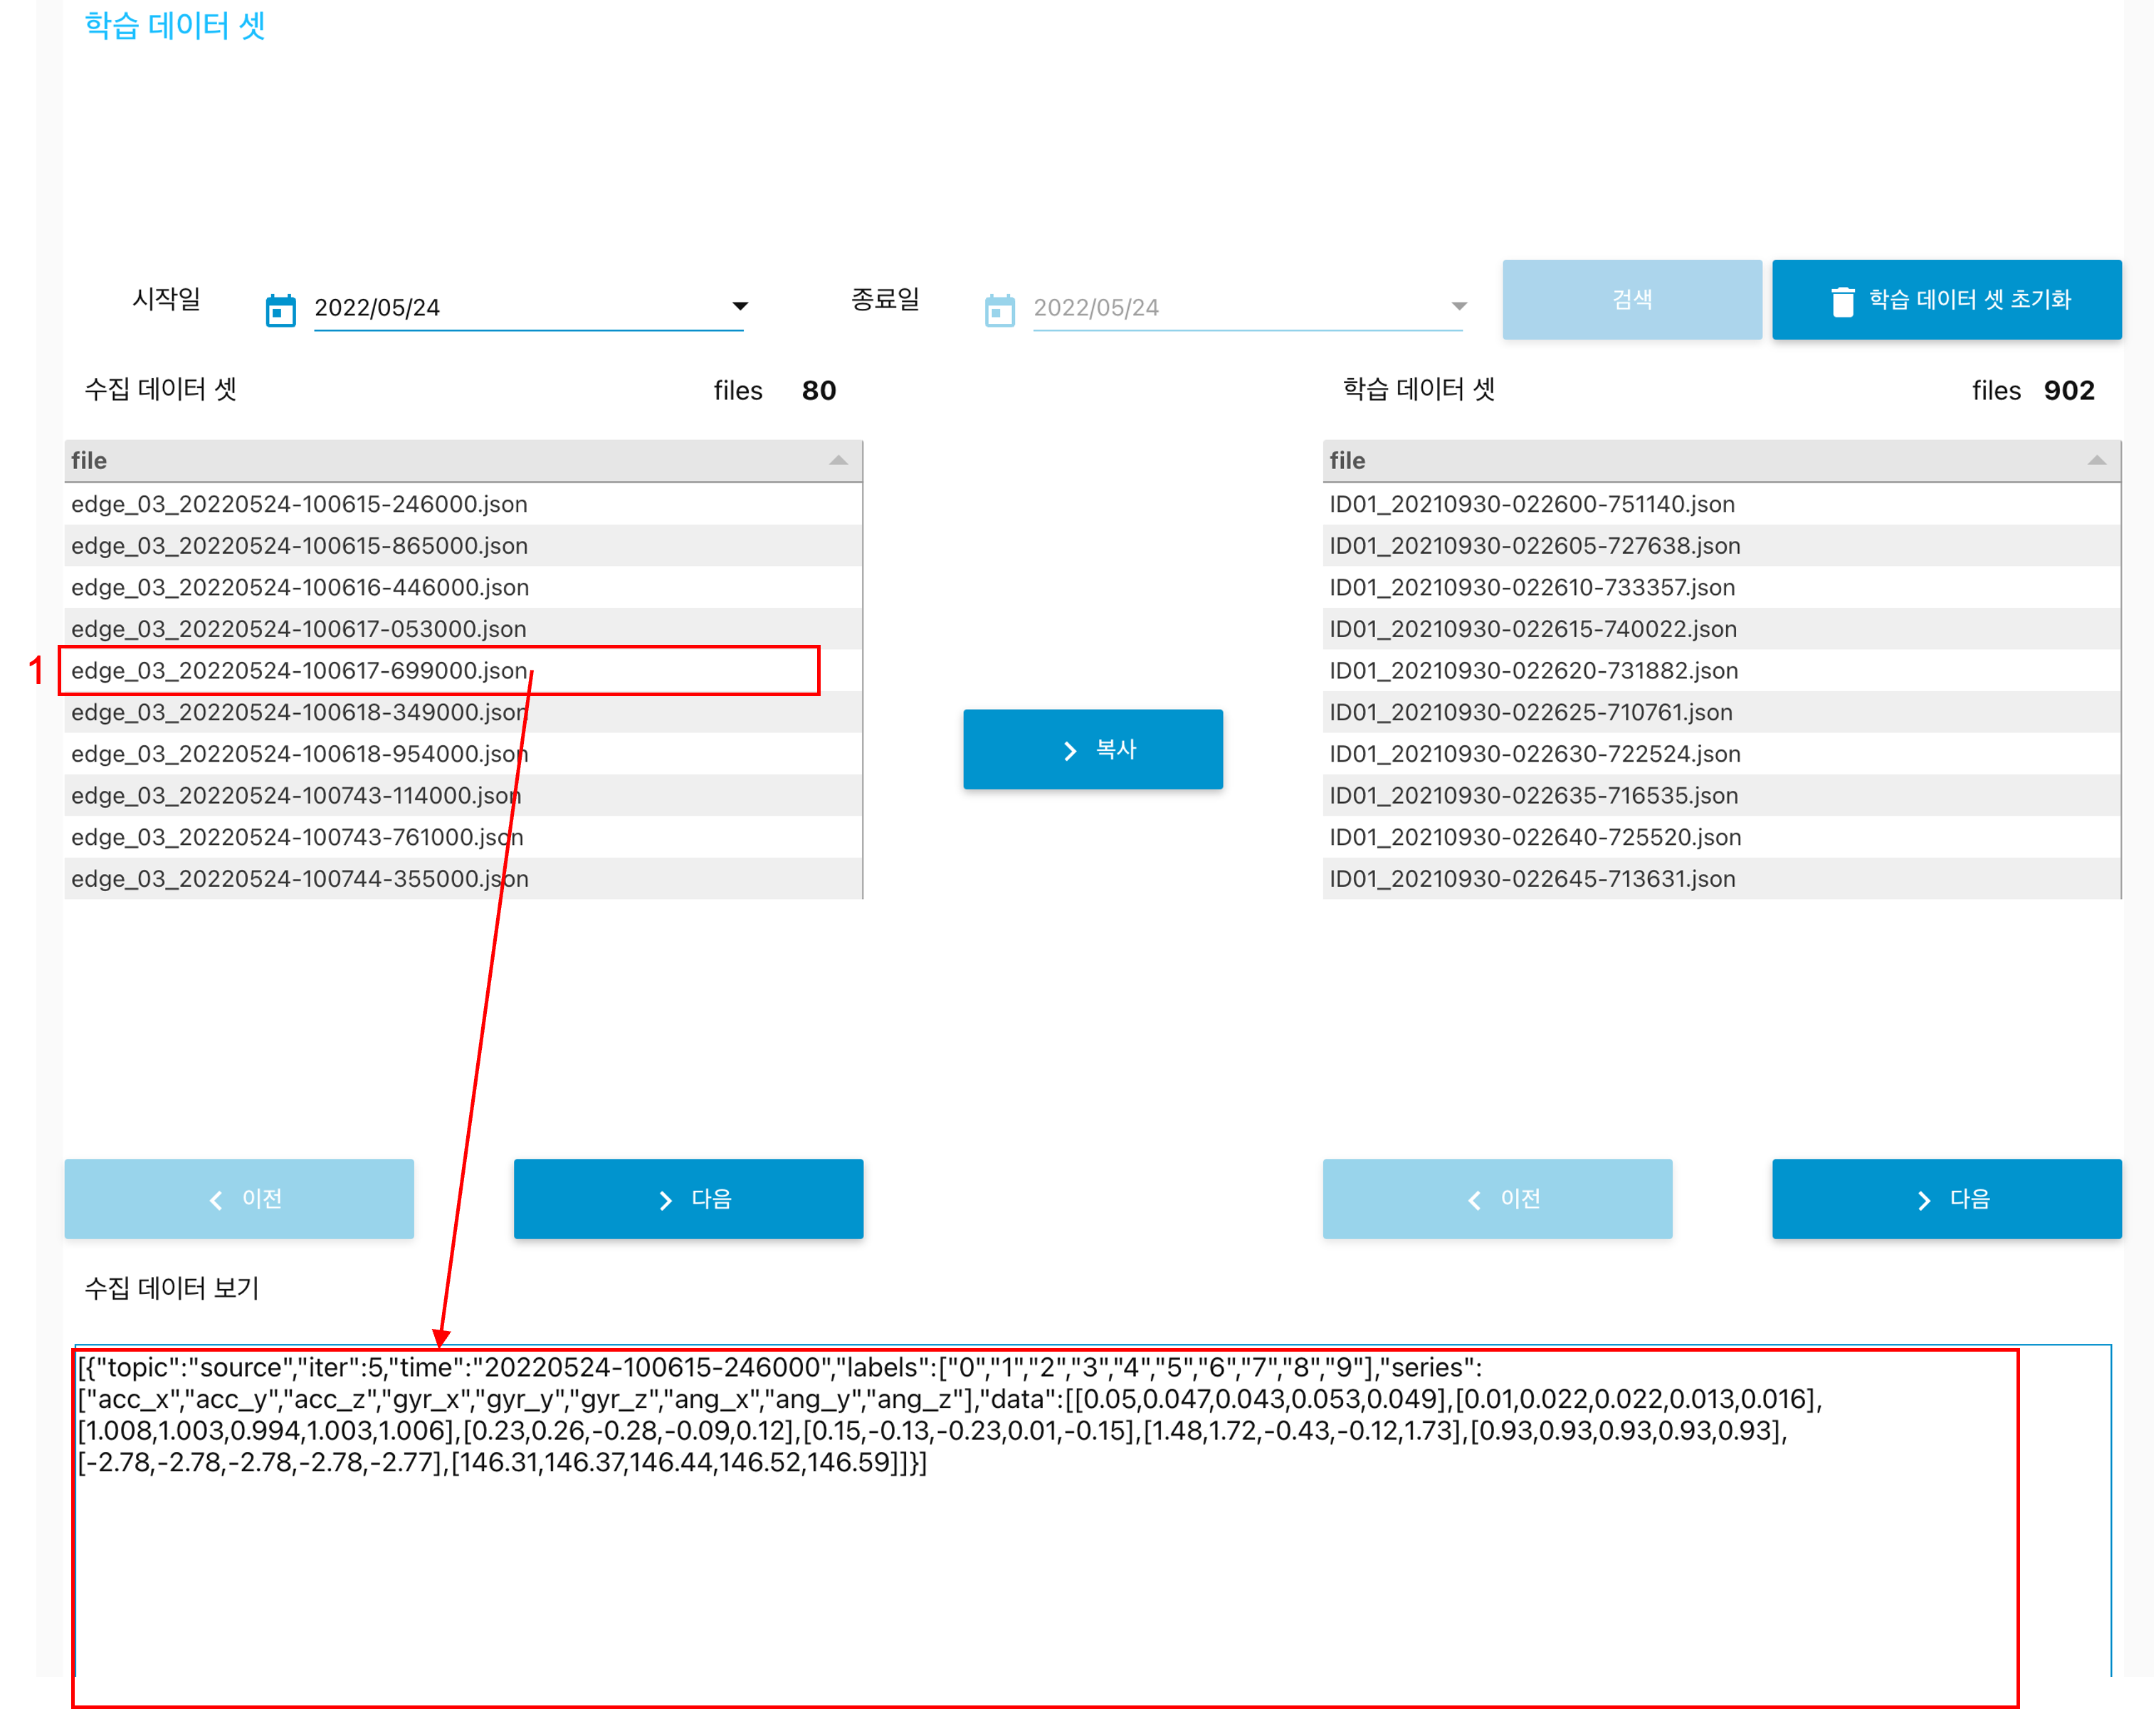 학습 데이터 셋
시작일 2022/05/24 종료일 2022/05/24 검색 학습 데이터 셋 초기화
수집 데이터 셋 files 80
file
edge_03_20220524-100615-246000.json
edge_03_20220524-100615-865000.json
edge_03_20220524-100616-446000.json
edge_03_20220524-100617-053000.json
1 edge_03_20220524-100617-699000.json
edge_03_20220524-100618-349000.json
edge_03_20220524-100618-954000.json
edge_03_20220524-100743-114000.json
edge_03_20220524-100743-761000.json
edge_03_20220524-100744-355000.json
이전 다음
복사
학습 데이터 셋 files 902
file
ID01_20210930-022600-751140.json
ID01_20210930-022605-727638.json
ID01_20210930-022610-733357.json
ID01_20210930-022615-740022.json
ID01_20210930-022620-731882.json
ID01_20210930-022625-710761.json
ID01_20210930-022630-722524.json
ID01_20210930-022635-716535.json
ID01_20210930-022640-725520.json
ID01_20210930-022645-713631.json
이전 다음
수집 데이터 보기
[{"topic":"source","iter":5,"time":"20220524-100615-246000","labels":["0","1","2","3","4","5","6","7","8","9"],"series":
["acc_x","acc_y","acc_z","gyr_x","gyr_y","gyr_z","ang_x","ang_y","ang_z"],"data":[[0.05,0.047,0.043,0.053,0.049],[0.01,0.022,0.022,0.013,0.016],
[1.008,1.003,0.994,1.003,1.006],[0.23,0.26,-0.28,-0.09,0.12],[0.15,-0.13,-0.23,0.01,-0.15],[1.48,1.72,-0.43,-0.12,1.73],[0.93,0.93,0.93,0.93,0.93],
[-2.78,-2.78,-2.78,-2.78,-2.77],[146.31,146.37,146.44,146.52,146.59]]}]